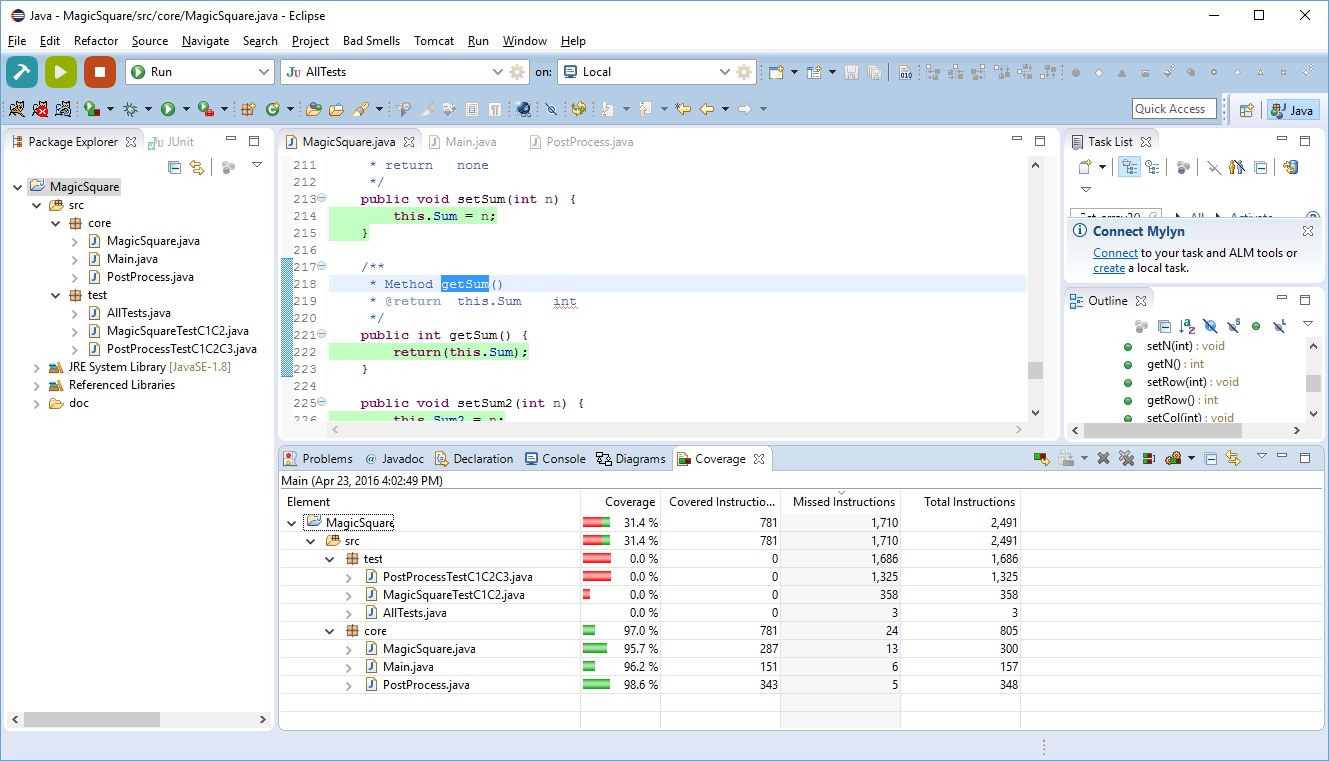 Java - MagicSquare/src/core/MagicSquare.java - Eclipse
File Edit Refactor Source Navigate Search Project Bad Smells Tomcat Run Window Help
Run
JU AllTests
on:
Local
010
Quick Access
Java
Package Explorer
JUnit
MagicSquare
src
core
MagicSquare.java
Main.java
PostProcess.java
test
AllTests.java
MagicSquareTestC1C2.java
PostProcessTestC1C2C3.java
JRE System Library [JavaSE-1.8]
Referenced Libraries
doc
MagicSquare.java
Main.java
PostProcess.java
211 * return none
212 */
213 public void setSum(int n) {
214 this.Sum = n;
215 }
216
217 /**
218 * Method getSum()
219 * @return this.Sum int
220 */
221 public int getSum() {
222 return(this.Sum);
223 }
224
225 public void setSum2(int n) {
226 this.Sum2 = n;
Task List
All Activate
Connect Mylyn
Connect to your task and ALM tools or
create a local task.
Outline
setN(int) : void
getN() : int
setRow(int) : void
getRow() : int
setCol(int) : void
Problems @ Javadoc Declaration Console Diagrams Coverage
Main (Apr 23, 2016 4:02:49 PM)
Element Coverage Covered Instructio... Missed Instructions Total Instructions
MagicSquare 31.4 % 781 1,710 2,491
src 31.4 % 781 1,710 2,491
test 0.0 % 0 1,686 1,686
PostProcessTestC1C2C3.java 0.0 % 0 1,325 1,325
MagicSquareTestC1C2.java 0.0 % 0 358 358
AllTests.java 0.0 % 0 3 3
core 97.0 % 781 24 805
MagicSquare.java 95.7 % 287 13 300
Main.java 96.2 % 151 6 157
PostProcess.java 98.6 % 343 5 348